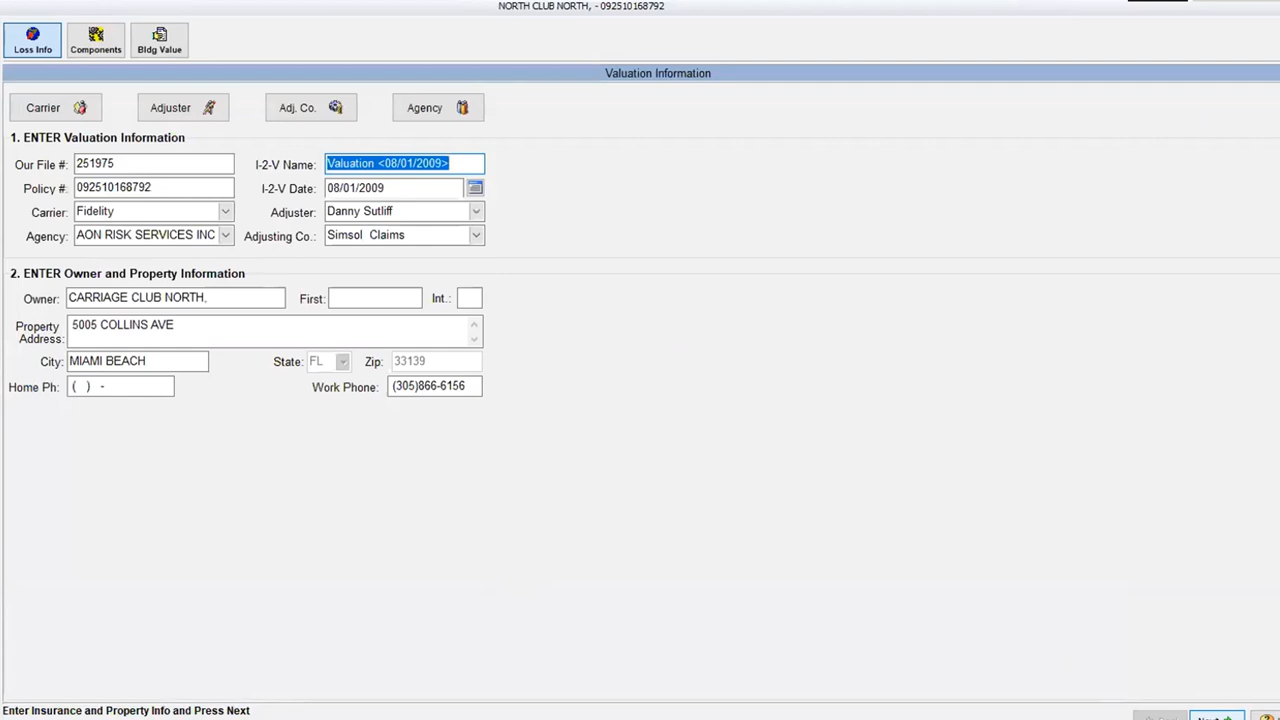 NORTH CLUB NORTH, - 092510168792
Loss Info Components Bldg Value
Valuation Information
Carrier Adjuster Adj. Co. Agency
1. ENTER Valuation Information
Our File #: 251975 I-2-V Name: Valuation <08/01/2009>
Policy #: 092510168792 I-2-V Date: 08/01/2009
Carrier: Fidelity Adjuster: Danny Sutliff
Agency: AON RISK SERVICES INC Adjusting Co.: Simsol Claims
2. ENTER Owner and Property Information
Owner: CARRIAGE CLUB NORTH, First: Int.:
Property Address: 5005 COLLINS AVE
City: MIAMI BEACH State: FL Zip: 33139
Home Ph: ( ) - Work Phone: (305)866-6156
Enter Insurance and Property Info and Press Next
Next